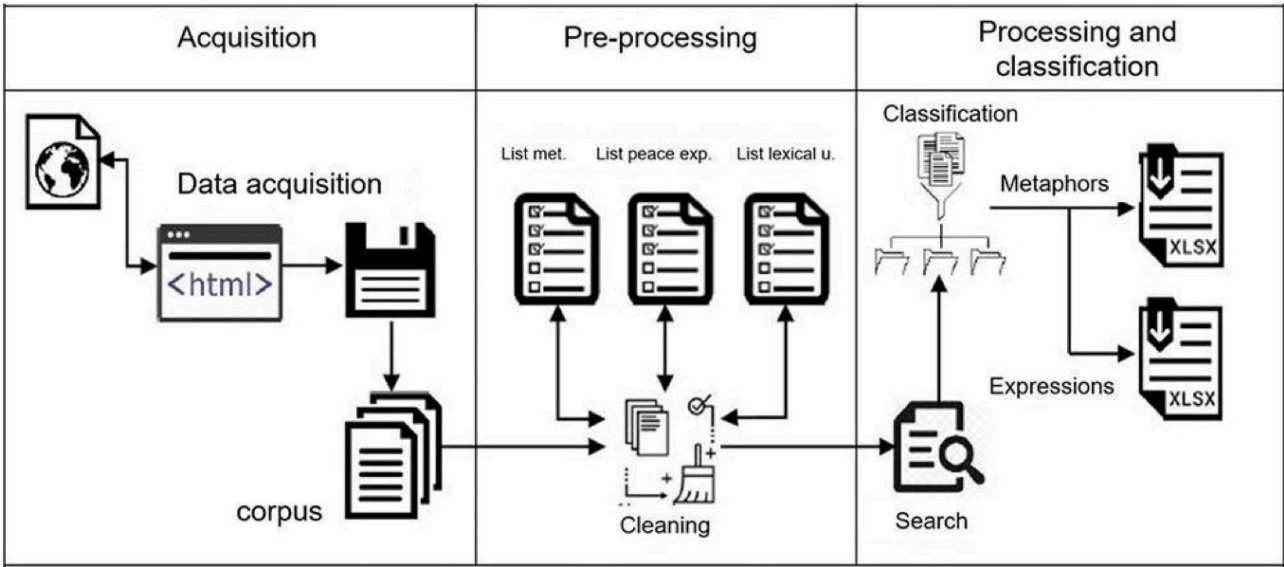 Acquisition
Pre-processing
Processing and
classification
Data acquisition
<html>
corpus
List met.
List peace exp.
List lexical u.
Cleaning
Classification
Metaphors
XLSX
Expressions
XLSX
Search